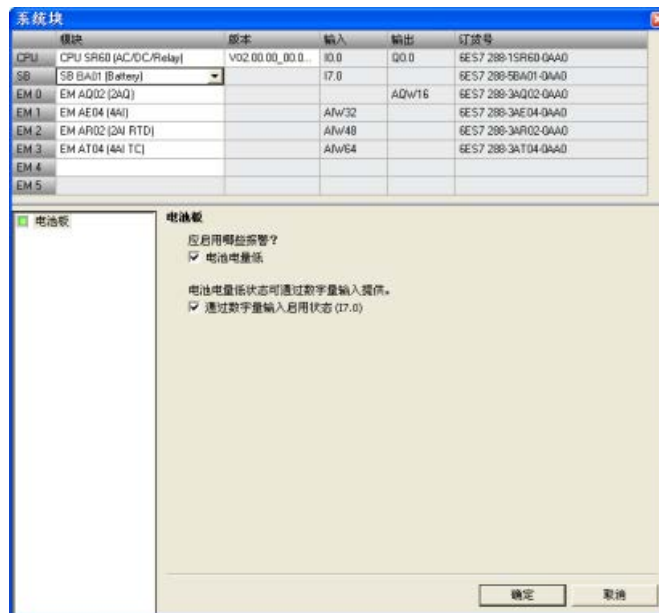 系统块
模块 版本 输入 输出 订货号
CPU CPU SR60 (AC/DC/Relay) V02.00.00_00.0... I0.0 Q0.0 6ES7 288-1SR60-0AA0
SB SB BA01 (Battery) I7.0 6ES7 288-5BA01-0AA0
EM 0 EM AQ02 (2AQ) AQW16 6ES7 288-3AQ02-0AA0
EM 1 EM AE04 (4AI) AIW32 6ES7 288-3AE04-0AA0
EM 2 EM AR02 (2AI RTD) AIW48 6ES7 288-3AR02-0AA0
EM 3 EM AT04 (4AI TC) AIW64 6ES7 288-3AT04-0AA0
EM 4
EM 5
电池板
电池板
应启用哪些报警?
电池电量低
电池电量低状态可通过数字量输入提供。
通过数字量输入启用状态 (I7.0)
确定 取消